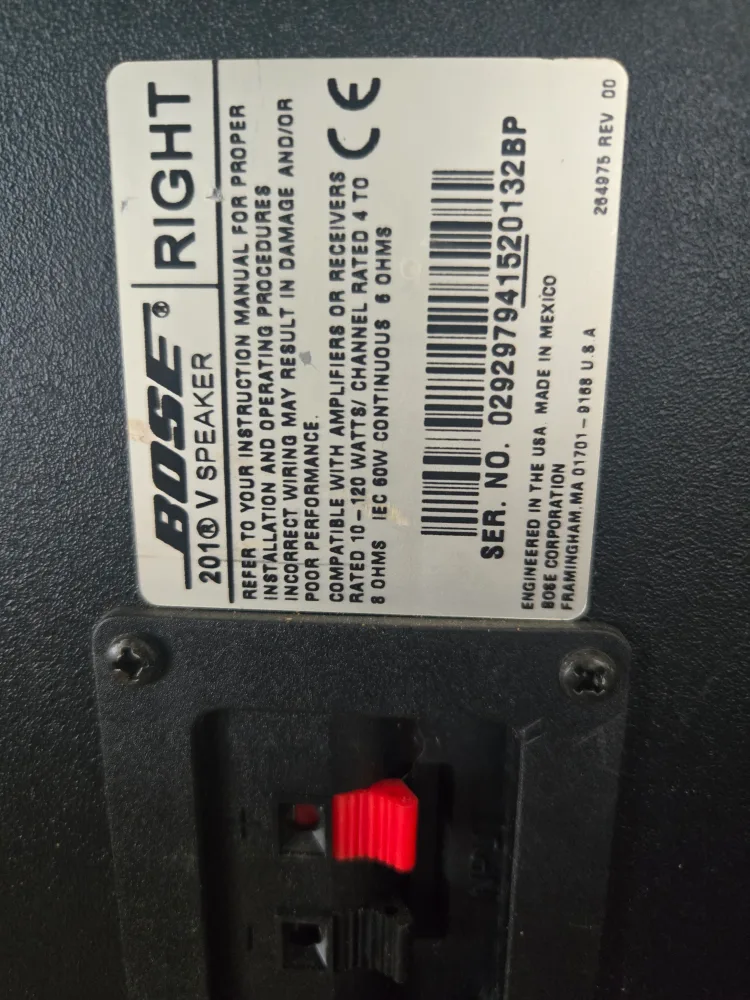 BOSE® RIGHT
201® V SPEAKER
REFER TO YOUR INSTRUCTION MANUAL FOR PROPER
INSTALLATION AND OPERATING PROCEDURES
INCORRECT WIRING MAY RESULT IN DAMAGE AND/OR
POOR PERFORMANCE.
COMPATIBLE WITH AMPLIFIERS OR RECEIVERS
RATED 10-120 WATTS/ CHANNEL RATED 4 TO
8 OHMS IEC 60W CONTINUOUS 6 OHMS
CE
SER. NO. 029297941520132BP
ENGINEERED IN THE USA. MADE IN MEXICO
BOSE CORPORATION
FRAMINGHAM, MA 01701-9168 U.S.A
264975 REV 00